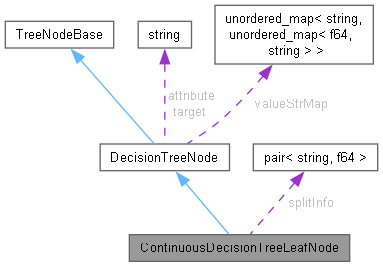 TreeNodeBase
string
unordered_map< string,
unordered_map< f64,
string > >
attribute
target
valueStrMap
DecisionTreeNode
pair< string, f64 >
splitInfo
ContinuousDecisionTreeLeafNode